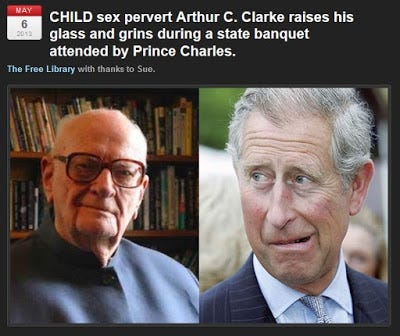 MAY
6
2013
CHILD sex pervert Arthur C. Clarke raises his
glass and grins during a state banquet
attended by Prince Charles.
The Free Library with thanks to Sue.